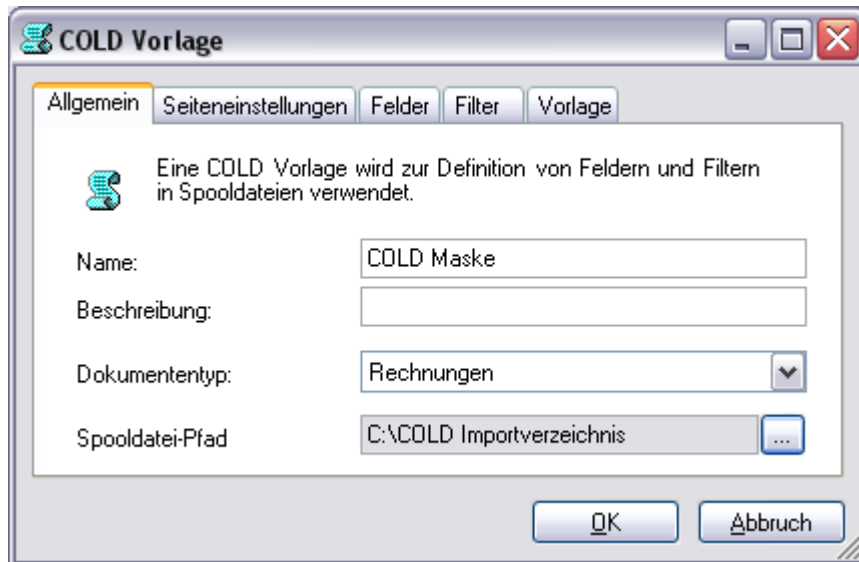 COLD Vorlage
Allgemein Seiteneinstellungen Felder Filter Vorlage
Eine COLD Vorlage wird zur Definition von Feldern und Filtern
in Spooldateien verwendet.
Name: COLD Maske
Beschreibung:
Dokumententyp: Rechnungen
Spooldatei-Pfad C:\COLD Importverzeichnis ...
OK Abbruch